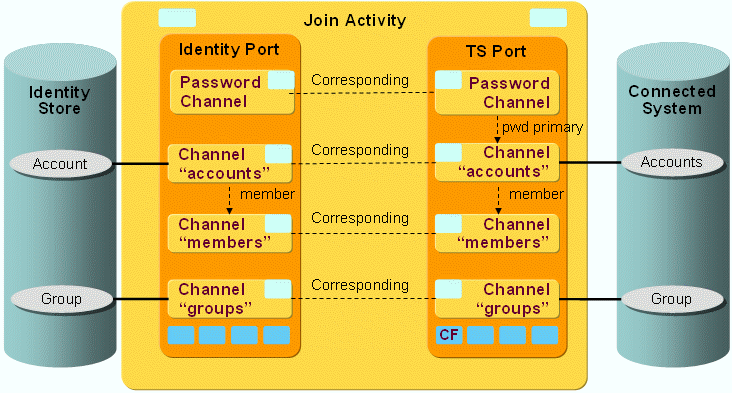 Join Activity
Identity Port
TS Port
Identity
Store
Connected
System
Password
Channel
Corresponding
Password
Channel
pwd primary
Account
Channel
“accounts”
Corresponding
Channel
“accounts”
Accounts
member
member
Channel
“members”
Corresponding
Channel
“members”
Group
Channel
“groups”
Corresponding
Channel
“groups”
Group
CF